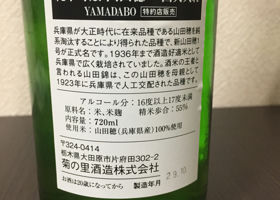 YAMADABO
特約店販売
兵庫県が大正時代に在来品種である山田穂を純
系淘汰することにより得られた品種で、新山田穂1
号が正式名です。1936年まで酒造好適米として
兵庫県で広く栽培されていました。酒米の王者と
言われる山田錦は、この山田穂を母親として
1923年に兵庫県で人工交配された品種です。
アルコール分：16度以上17度未満
原材料名：米、米麹 精米歩合：55%
内容量：720ml
使用米：山田穂（兵庫県産）100%使用
〒324-0414
栃木県大田原市片府田302-2
菊の里酒造株式会社
お酒は20歳になってから 製造年月
29.10